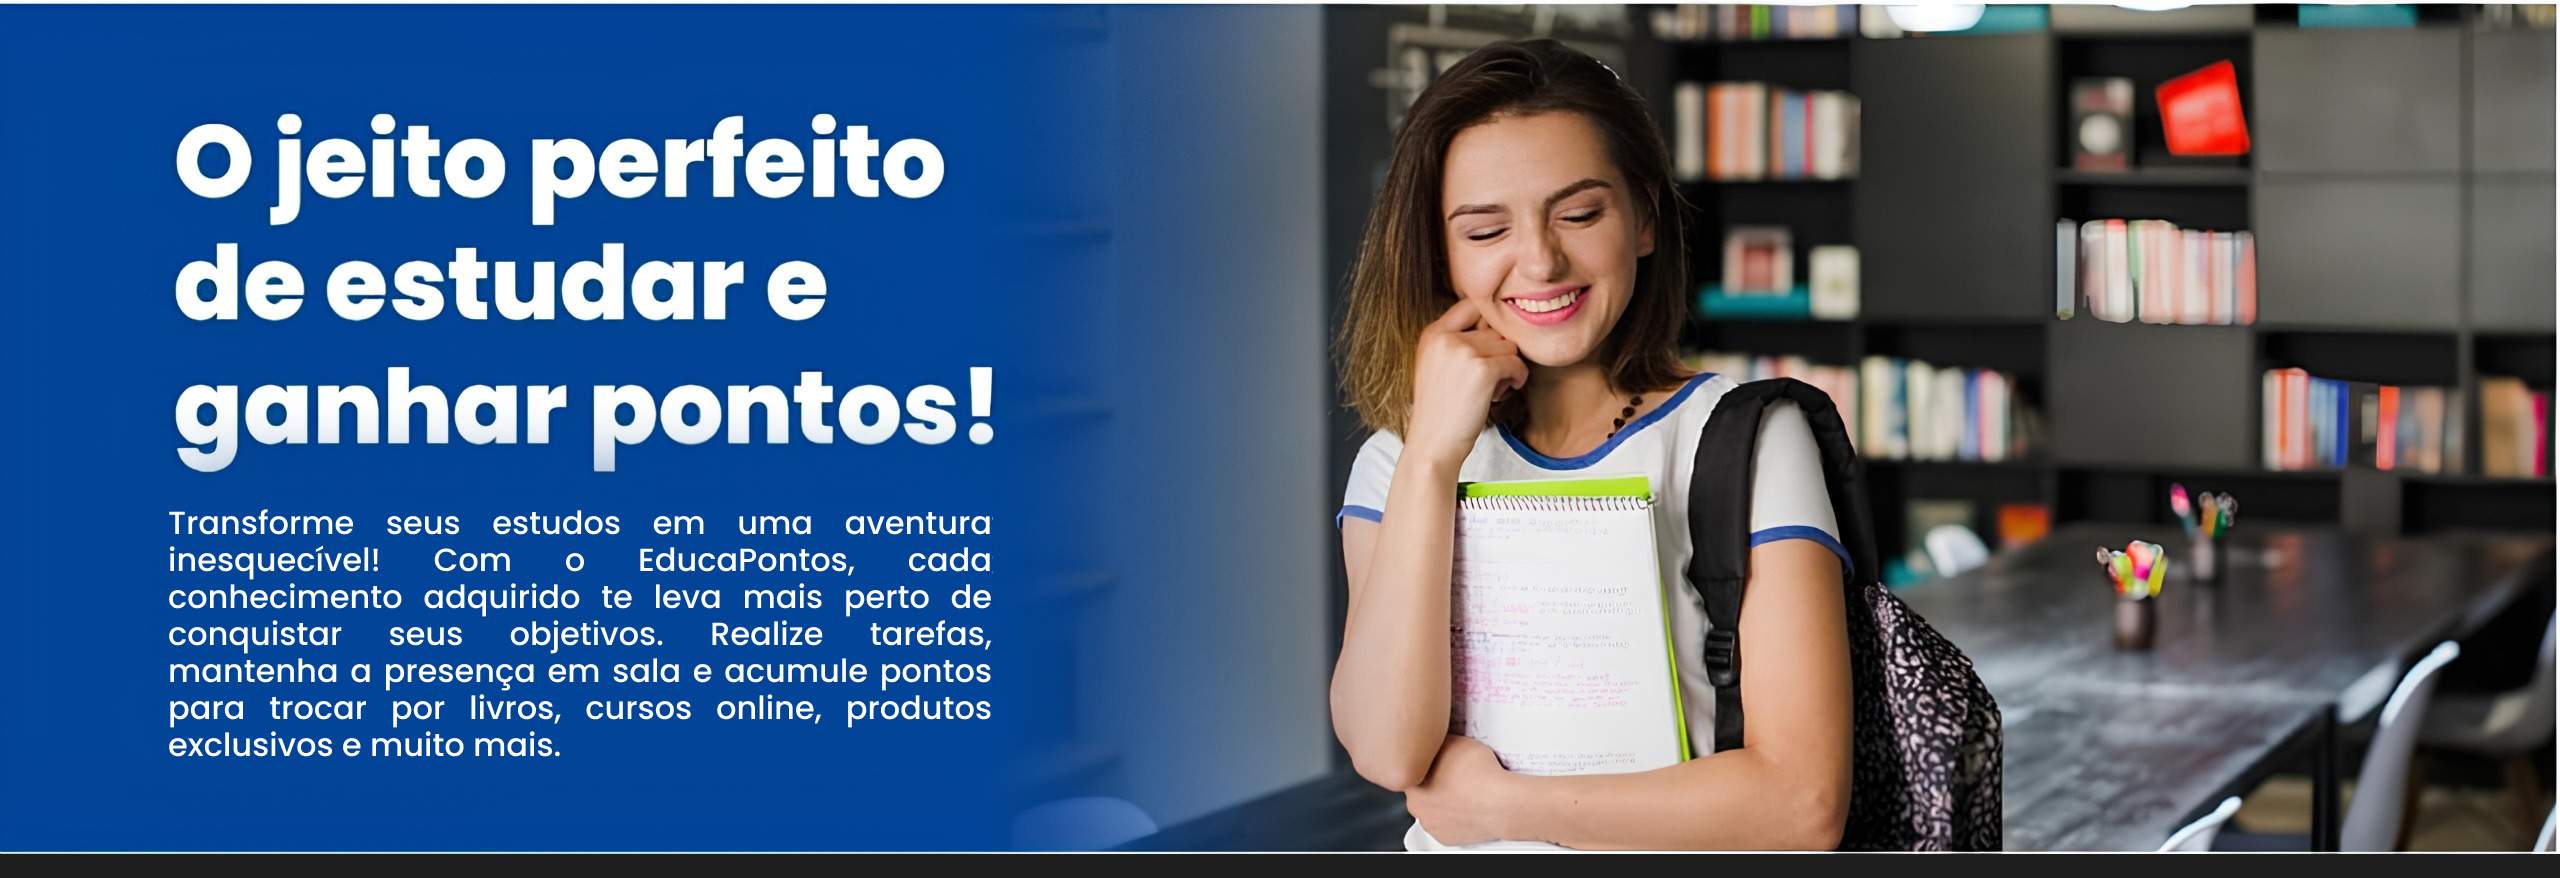 O jeito perfeito
de estudar e
ganhar pontos!
Transforme seus estudos em uma aventura
inesquecível! Com o EducaPontos, cada
conhecimento adquirido te leva mais perto de
conquistar seus objetivos. Realize tarefas,
mantenha a presença em sala e acumule pontos
para trocar por livros, cursos online, produtos
exclusivos e muito mais.